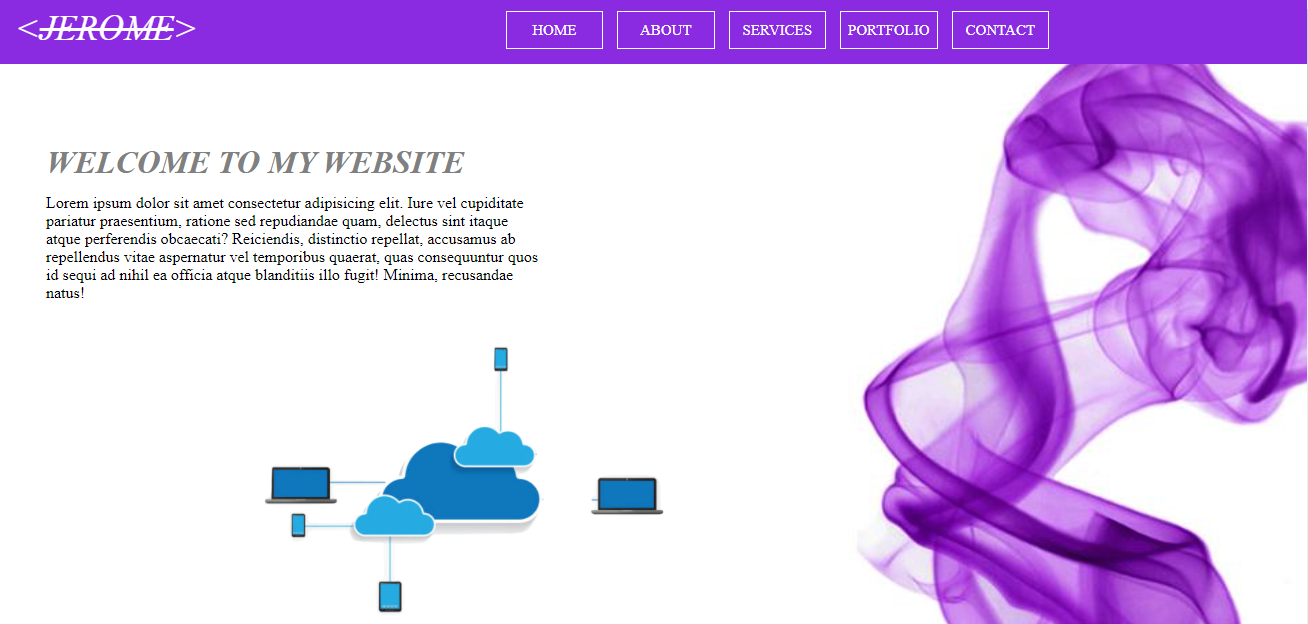 <JEROME>
HOME ABOUT SERVICES PORTFOLIO CONTACT
WELCOME TO MY WEBSITE
Lorem ipsum dolor sit amet consectetur adipisicing elit. Iure vel cupiditate
pariatur praesentium, ratione sed repudiandae quam, delectus sint itaque
atque perferendis obcaecati? Reiciendis, distinctio repellat, accusamus ab
repellendus vitae aspernatur vel temporibus quaerat, quas consequuntur quos
id sequi ad nihil ea officia atque blanditiis illo fugit! Minima, recusandae
natus!